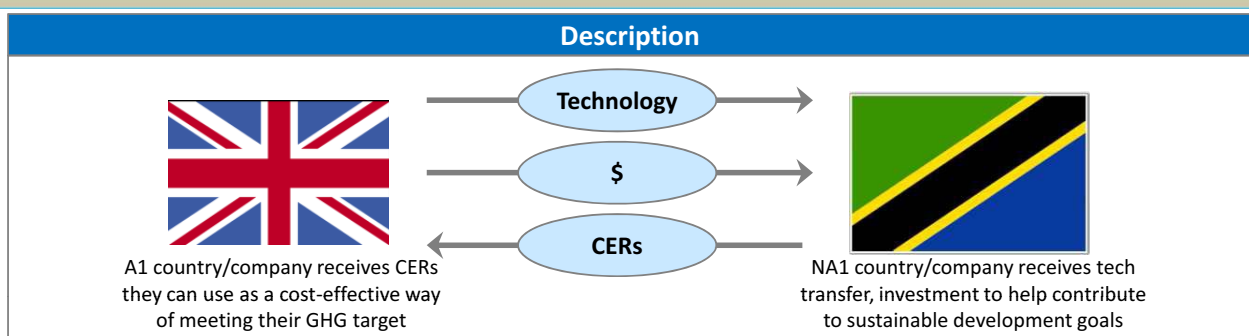 Description
Technology
$
CERs
A1 country/company receives CERs
they can use as a cost-effective way
of meeting their GHG target
NA1 country/company receives tech
transfer, investment to help contribute
to sustainable development goals